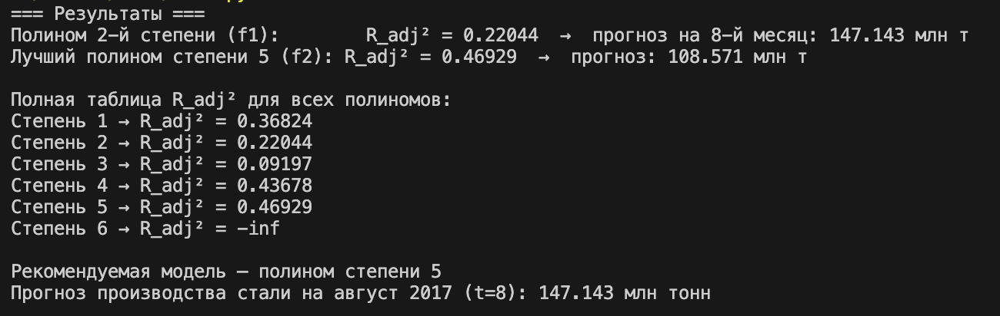 === Результаты ===
Полином 2-й степени (f1):        R_adj² = 0.22044  →  прогноз на 8-й месяц: 147.143 млн т
Лучший полином степени 5 (f2): R_adj² = 0.46929  →  прогноз: 108.571 млн т
Полная таблица R_adj² для всех полиномов:
Степень 1 → R_adj² = 0.36824
Степень 2 → R_adj² = 0.22044
Степень 3 → R_adj² = 0.09197
Степень 4 → R_adj² = 0.43678
Степень 5 → R_adj² = 0.46929
Степень 6 → R_adj² = -inf
Рекомендуемая модель — полином степени 5
Прогноз производства стали на август 2017 (t=8): 147.143 млн тонн